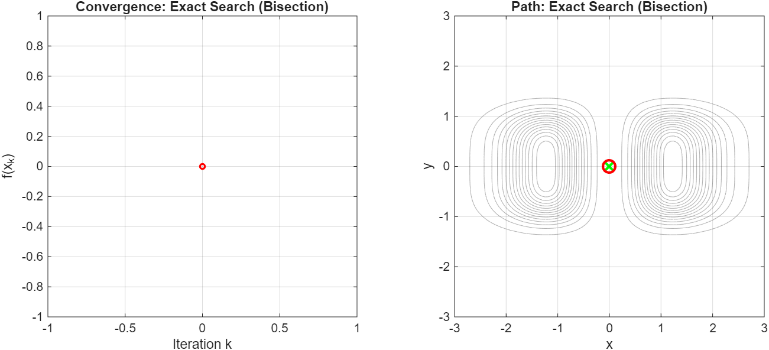 Convergence: Exact Search (Bisection)
1
0.8
0.6
0.4
0.2
0
-0.2
-0.4
-0.6
-0.8
-1
f(xk)
-1 -0.5 0 0.5 1
Iteration k
Path: Exact Search (Bisection)
3
2
1
0
-1
-2
-3
y
-3 -2 -1 0 1 2 3
x